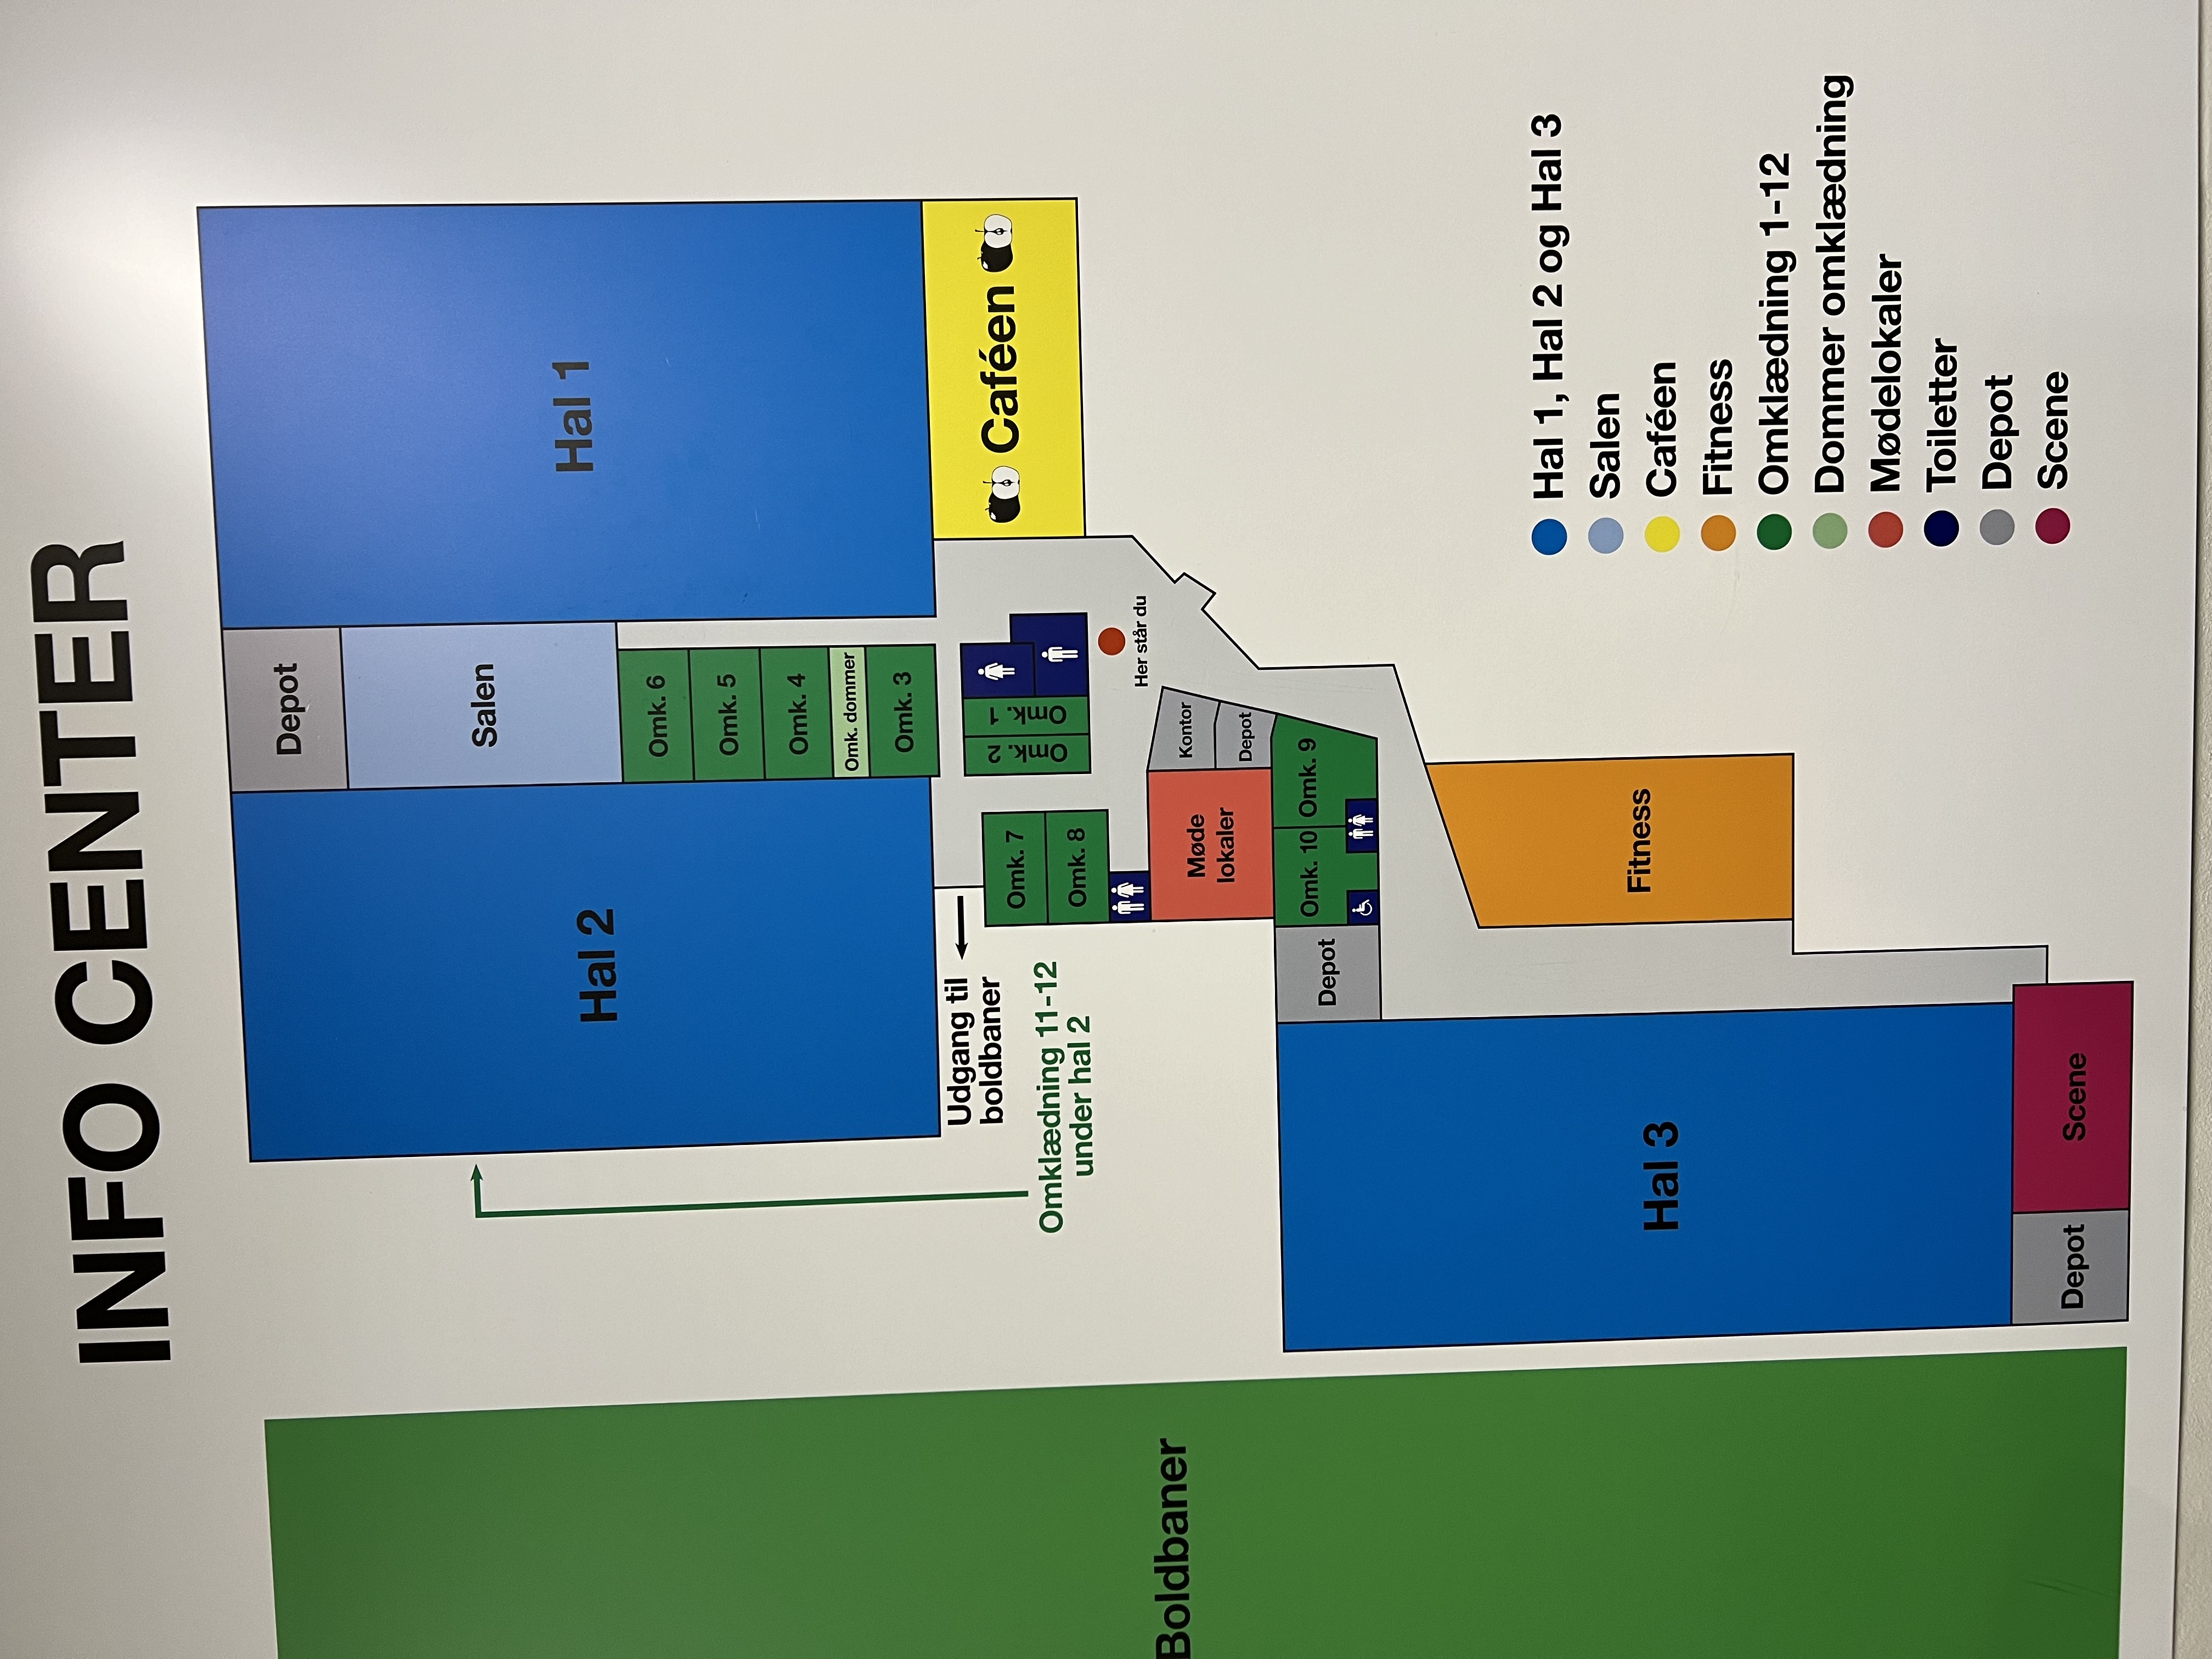 INFO CENTER
Depot
Salen
Hal 2
Hal 1
Omk. 6
Omk. 5
Omk. 4
Omk. dommer
Omk. 3
Udgang til
boldbaner
Omk. 7
Omk. 8
Omk. 2
Omk. 1
Caféen
Omklædning 11-12
under hal 2
Her står du
Boldbaner
Møde
lokaler
Kontor
Depot
Depot
Omk. 10
Omk. 9
Hal 3
Fitness
Depot
Scene
Hal 1, Hal 2 og Hal 3
Salen
Caféen
Fitness
Omklædning 1-12
Dommer omklædning
Mødelokaler
Toiletter
Depot
Scene